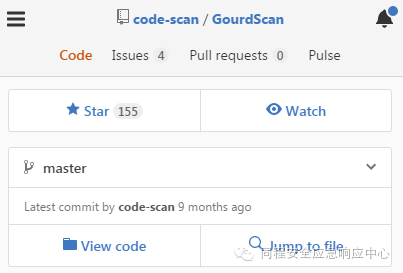 code-scan / GourdScan
Code Issues 4 Pull requests 0 Pulse
Star 155 Watch
master
Latest commit by code-scan 9 months ago
View code Jump to file
同程安全应急响应中心